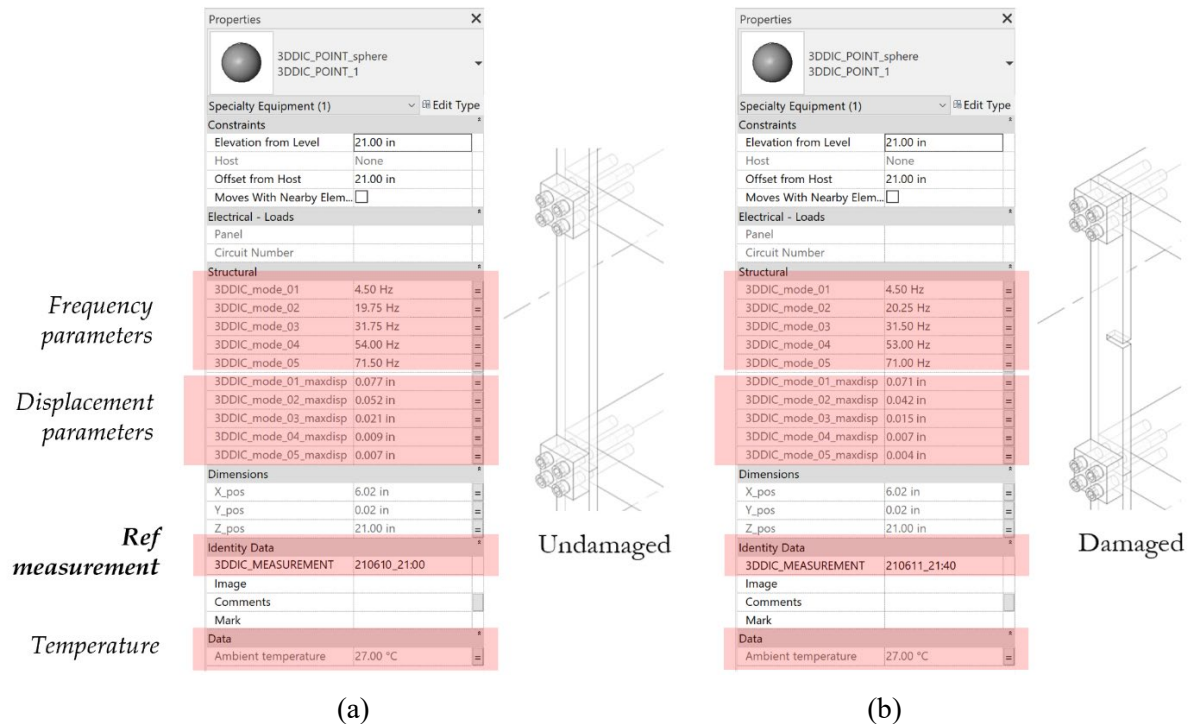 Properties X
3DDIC_POINT_sphere
3DDIC_POINT_1
Specialty Equipment (1) Edit Type
Constraints
Elevation from Level 21.00 in
Host None
Offset from Host 21.00 in
Moves With Nearby Elem...
Electrical - Loads
Panel
Circuit Number
Structural
3DDIC_mode_01 4.50 Hz =
3DDIC_mode_02 19.75 Hz =
3DDIC_mode_03 31.75 Hz =
3DDIC_mode_04 54.00 Hz =
3DDIC_mode_05 71.50 Hz =
3DDIC_mode_01_maxdisp 0.077 in =
3DDIC_mode_02_maxdisp 0.052 in =
3DDIC_mode_03_maxdisp 0.021 in =
3DDIC_mode_04_maxdisp 0.009 in =
3DDIC_mode_05_maxdisp 0.007 in =
Dimensions
X_pos 6.02 in =
Y_pos 0.02 in =
Z_pos 21.00 in =
Identity Data
3DDIC_MEASUREMENT 210610_21:00
Image
Comments
Mark
Data
Ambient temperature 27.00 °C =
Frequency
parameters
Displacement
parameters
Ref
measurement
Temperature
Undamaged
(a)
Properties X
3DDIC_POINT_sphere
3DDIC_POINT_1
Specialty Equipment (1) Edit Type
Constraints
Elevation from Level 21.00 in
Host None
Offset from Host 21.00 in
Moves With Nearby Elem...
Electrical - Loads
Panel
Circuit Number
Structural
3DDIC_mode_01 4.50 Hz =
3DDIC_mode_02 20.25 Hz =
3DDIC_mode_03 31.50 Hz =
3DDIC_mode_04 53.00 Hz =
3DDIC_mode_05 71.00 Hz =
3DDIC_mode_01_maxdisp 0.071 in =
3DDIC_mode_02_maxdisp 0.042 in =
3DDIC_mode_03_maxdisp 0.015 in =
3DDIC_mode_04_maxdisp 0.007 in =
3DDIC_mode_05_maxdisp 0.004 in =
Dimensions
X_pos 6.02 in =
Y_pos 0.02 in =
Z_pos 21.00 in =
Identity Data
3DDIC_MEASUREMENT 210611_21:40
Image
Comments
Mark
Data
Ambient temperature 27.00 °C =
Damaged
(b)